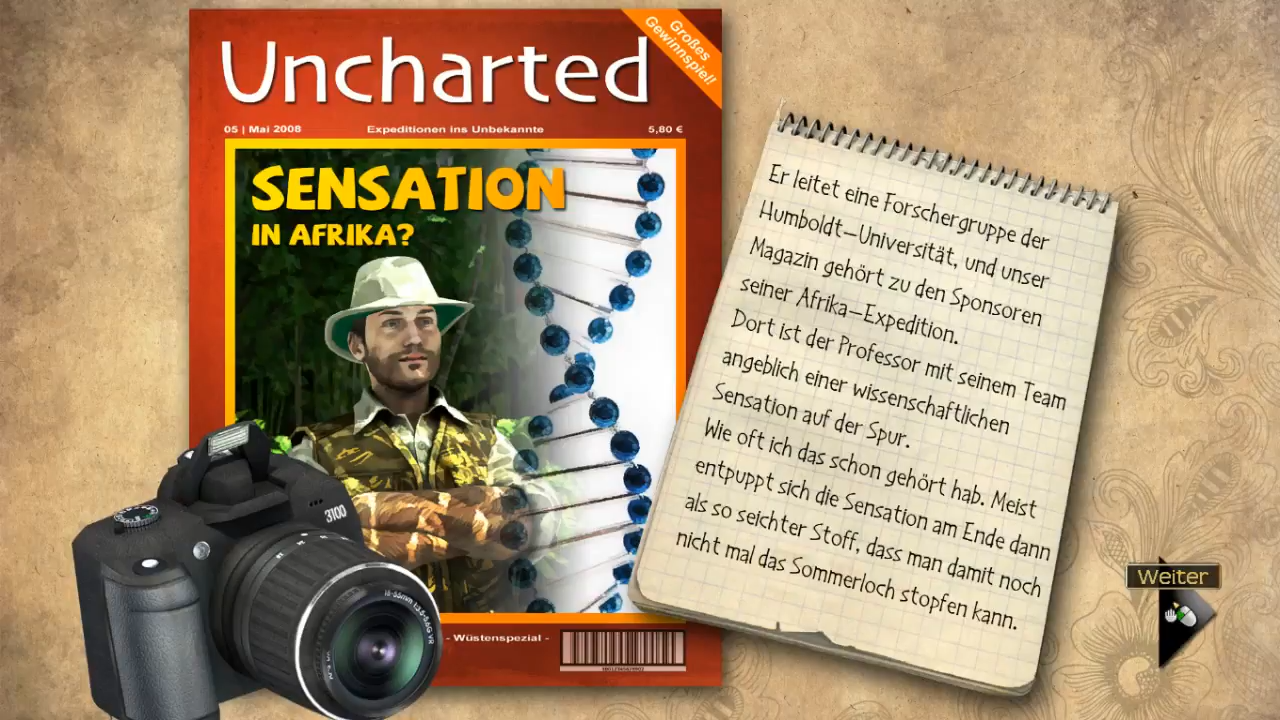 Uncharted
Großes
Gewinnspiel!
05 | Mai 2008 Expeditionen ins Unbekannte 5,80 €
SENSATION
IN AFRIKA?
3100
- Wüstenspezial -
Er leitet eine Forschergruppe der
Humboldt-Universität, und unser
Magazin gehört zu den Sponsoren
seiner Afrika-Expedition.
Dort ist der Professor mit seinem Team
angeblich einer wissenschaftlichen
Sensation auf der Spur.
Wie oft ich das schon gehört hab. Meist
entpuppt sich die Sensation am Ende dann
als so seichter Stoff, dass man damit noch
nicht mal das Sommerloch stopfen kann.
Weiter